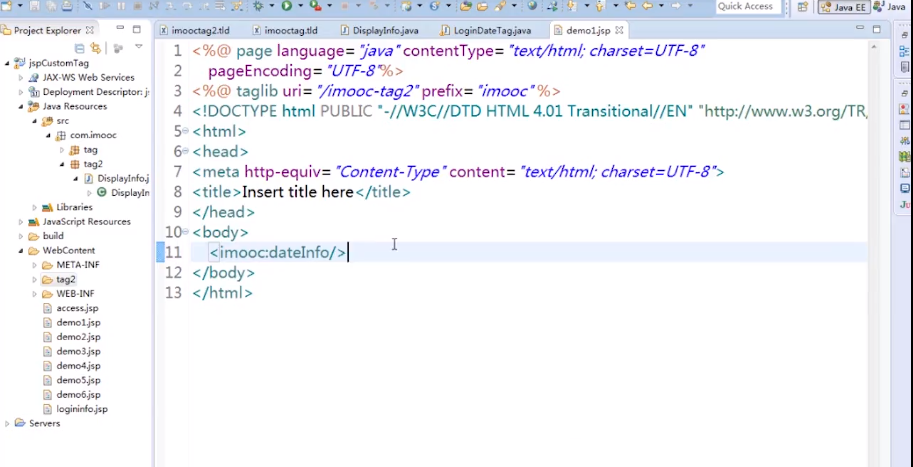 Quick Access
Java EE
Java
Project Explorer
imooctag2.tld
imooctag.tld
DisplayInfo.java
LoginDateTag.java
demo1.jsp
jspCustomTag
JAX-WS Web Services
Deployment Descriptor: j
Java Resources
src
com.imooc
tag
tag2
DisplayInfo.j
DisplayIn
Libraries
JavaScript Resources
build
WebContent
META-INF
tag2
WEB-INF
access.jsp
demo1.jsp
demo2.jsp
demo3.jsp
demo4.jsp
demo5.jsp
demo6.jsp
logininfo.jsp
Servers
1 <%@ page language="java" contentType="text/html; charset=UTF-8"
2 pageEncoding="UTF-8"%>
3 <%@ taglib uri="/imooc-tag2" prefix="imooc" %>
4 <!DOCTYPE html PUBLIC "-//W3C//DTD HTML 4.01 Transitional//EN" "http://www.w3.org/TR/
5 <html>
6 <head>
7 <meta http-equiv="Content-Type" content="text/html; charset=UTF-8">
8 <title>Insert title here</title>
9 </head>
10 <body>
11 <imooc:dateInfo/>
12 </body>
13 </html>